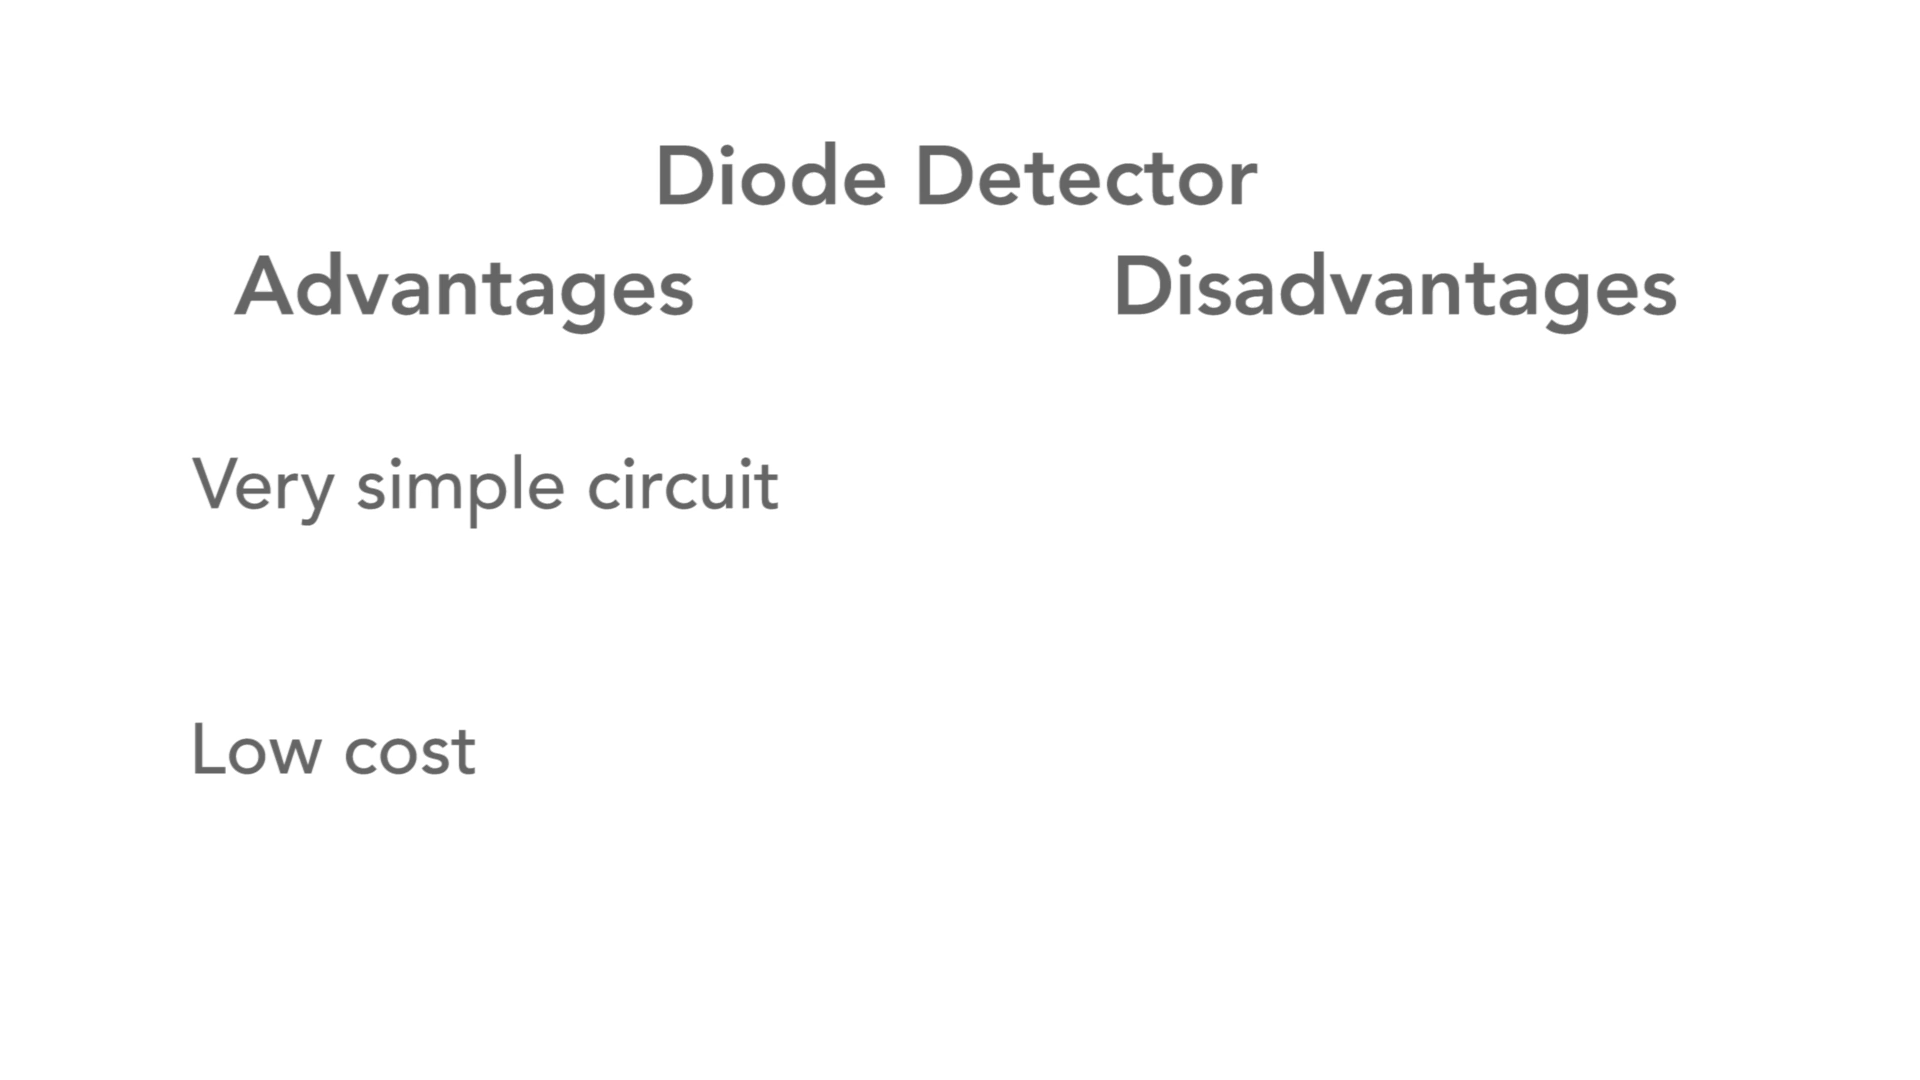 Diode Detector
Advantages
Disadvantages
Very simple circuit
Low cost